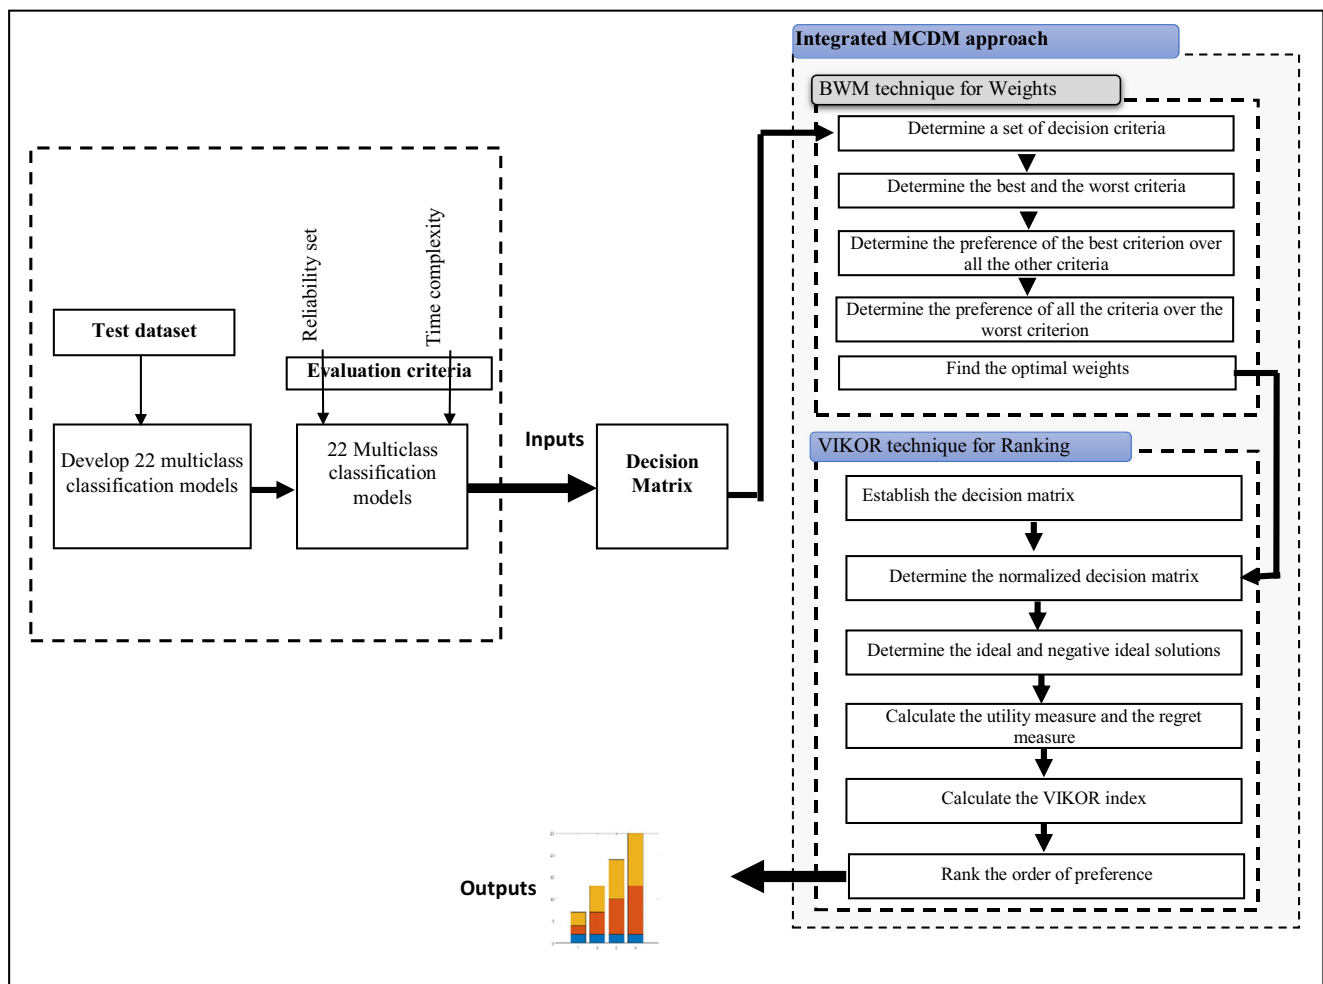 Integrated MCDM approach
BWM technique for Weights
Determine a set of decision criteria
Determine the best and the worst criteria
Determine the preference of the best criterion over
all the other criteria
Determine the preference of all the criteria over the
worst criterion
Find the optimal weights
Reliability set
Time complexity
Test dataset
Evaluation criteria
Develop 22 multiclass
classification models
22 Multiclass
classification
models
Inputs
Decision
Matrix
VIKOR technique for Ranking
Establish the decision matrix
Determine the normalized decision matrix
Determine the ideal and negative ideal solutions
Calculate the utility measure and the regret
measure
Calculate the VIKOR index
Rank the order of preference
Outputs